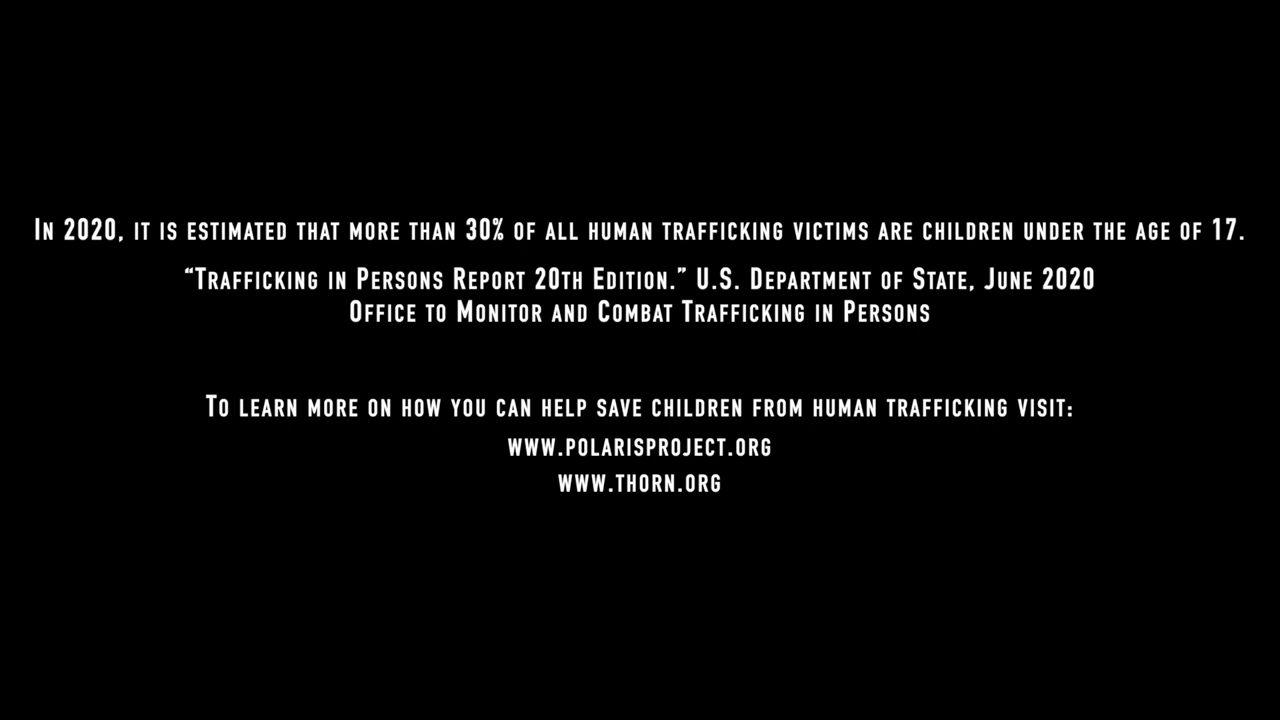 In 2020, it is estimated that more than 30% of all human trafficking victims are children under the age of 17.
“Trafficking in Persons Report 20th Edition.” U.S. Department of State, June 2020
Office to Monitor and Combat Trafficking in Persons
To learn more on how you can help save children from human trafficking visit:
www.polarisproject.org
www.thorn.org